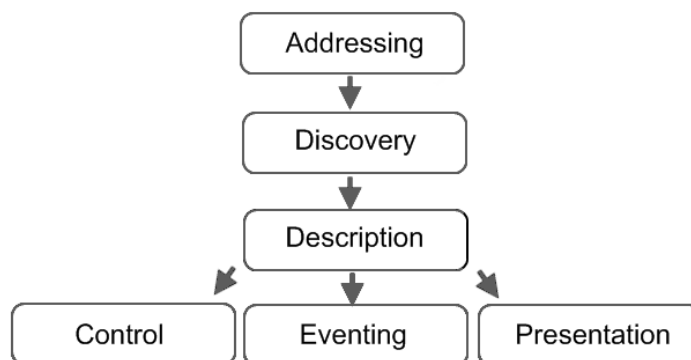 Addressing
Discovery
Description
Control
Eventing
Presentation